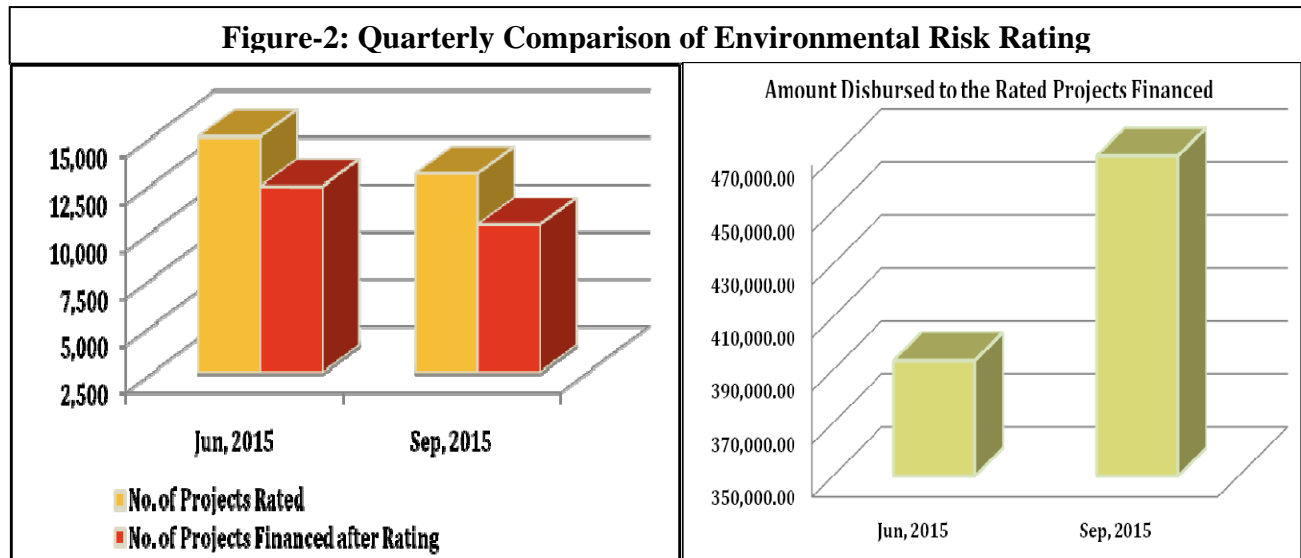 Figure-2: Quarterly Comparison of Environmental Risk Rating
15,000
12,500
10,000
7,500
5,000
2,500
Jun, 2015 Sep, 2015
No. of Projects Rated
No. of Projects Financed after Rating
Amount Disbursed to the Rated Projects Financed
470,000.00
450,000.00
430,000.00
410,000.00
390,000.00
370,000.00
350,000.00
Jun, 2015 Sep, 2015